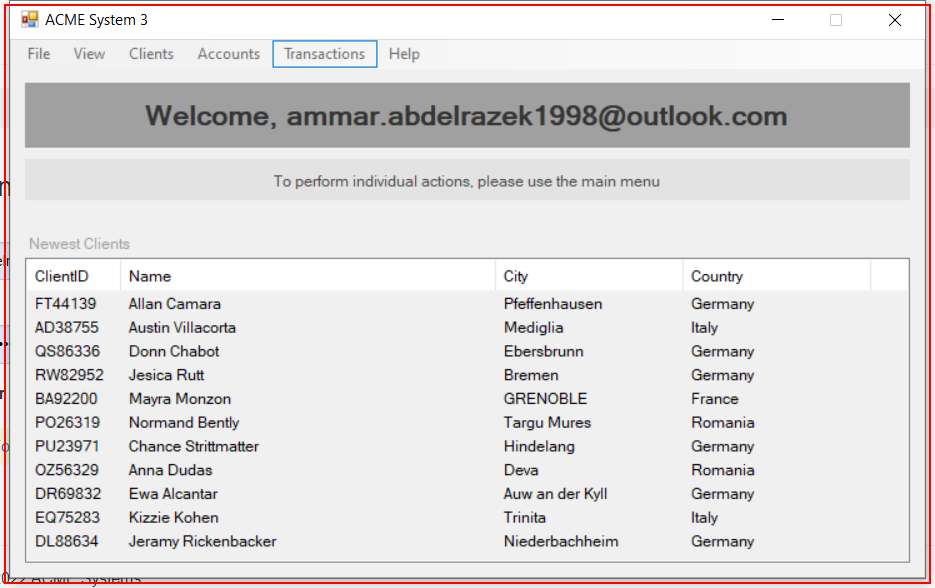 ACME System 3
File View Clients Accounts Transactions Help
Welcome, ammar.abdelrazek1998@outlook.com
To perform individual actions, please use the main menu
Newest Clients
ClientID Name City Country
FT44139 Allan Camara Pfeffenhausen Germany
AD38755 Austin Villacorta Mediglia Italy
QS86336 Donn Chabot Ebersbrunn Germany
RW82952 Jesica Rutt Bremen Germany
BA92200 Mayra Monzon GRENOBLE France
PO26319 Normand Bently Targu Mures Romania
PU23971 Chance Strittmatter Hindelang Germany
OZ56329 Anna Dudas Deva Romania
DR69832 Ewa Alcantar Auw an der Kyll Germany
EQ75283 Kizzie Kohen Trinita Italy
DL88634 Jeramy Rickenbacker Niederbachheim Germany
ACME Systems